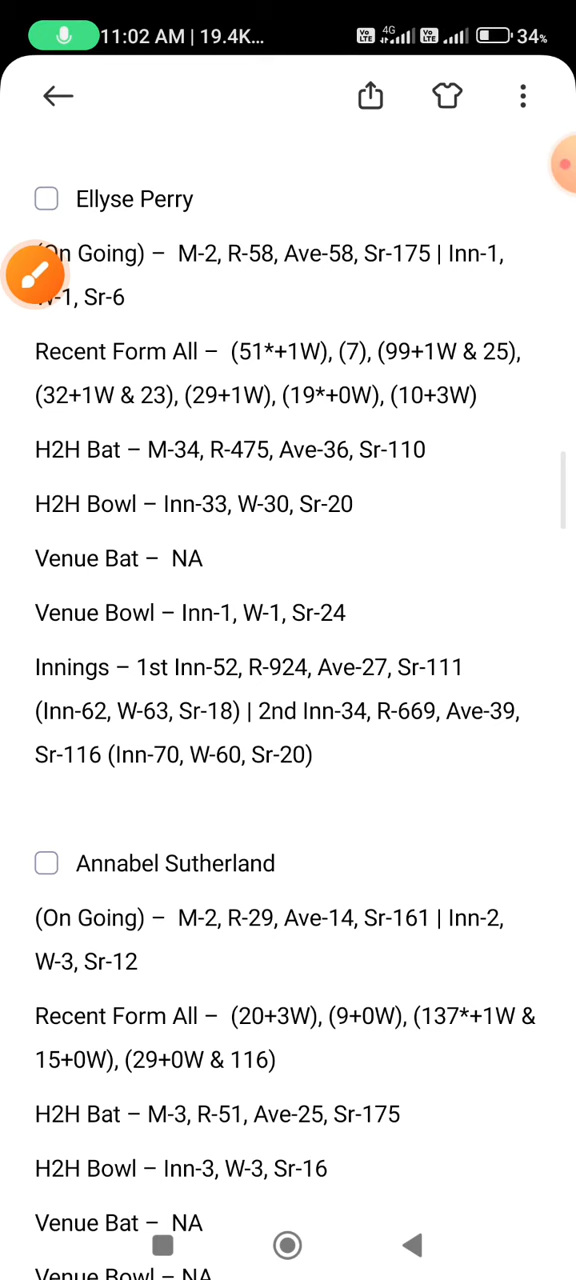 11:02 AM | 19.4K...
4G
34%
Ellyse Perry
On Going) – M-2, R-58, Ave-58, Sr-175 | Inn-1,
-1, Sr-6
Recent Form All – (51*+1W), (7), (99+1W & 25),
(32+1W & 23), (29+1W), (19*+0W), (10+3W)
H2H Bat – M-34, R-475, Ave-36, Sr-110
H2H Bowl – Inn-33, W-30, Sr-20
Venue Bat – NA
Venue Bowl – Inn-1, W-1, Sr-24
Innings – 1st Inn-52, R-924, Ave-27, Sr-111
(Inn-62, W-63, Sr-18) | 2nd Inn-34, R-669, Ave-39,
Sr-116 (Inn-70, W-60, Sr-20)
Annabel Sutherland
(On Going) – M-2, R-29, Ave-14, Sr-161 | Inn-2,
W-3, Sr-12
Recent Form All – (20+3W), (9+0W), (137*+1W &
15+0W), (29+0W & 116)
H2H Bat – M-3, R-51, Ave-25, Sr-175
H2H Bowl – Inn-3, W-3, Sr-16
Venue Bat – NA
Venue Bowl – NA